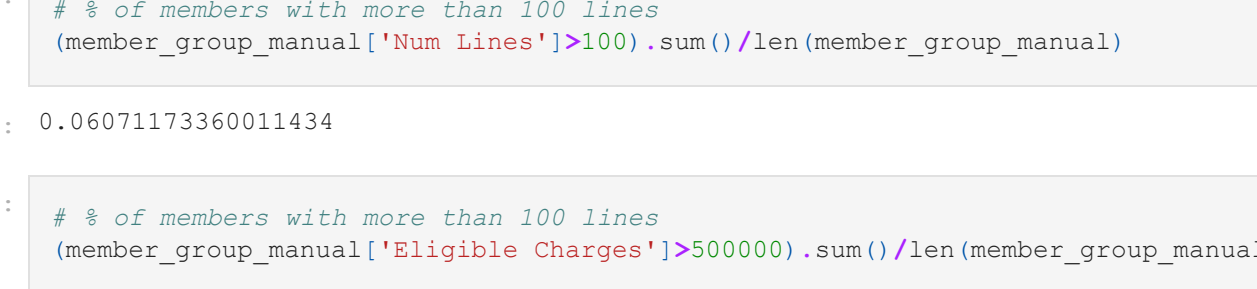 # % of members with more than 100 lines
(member_group_manual['Num Lines']>100).sum()/len(member_group_manual)
: 0.06071173360011434
:
# % of members with more than 100 lines
(member_group_manual['Eligible Charges']>500000).sum()/len(member_group_manual